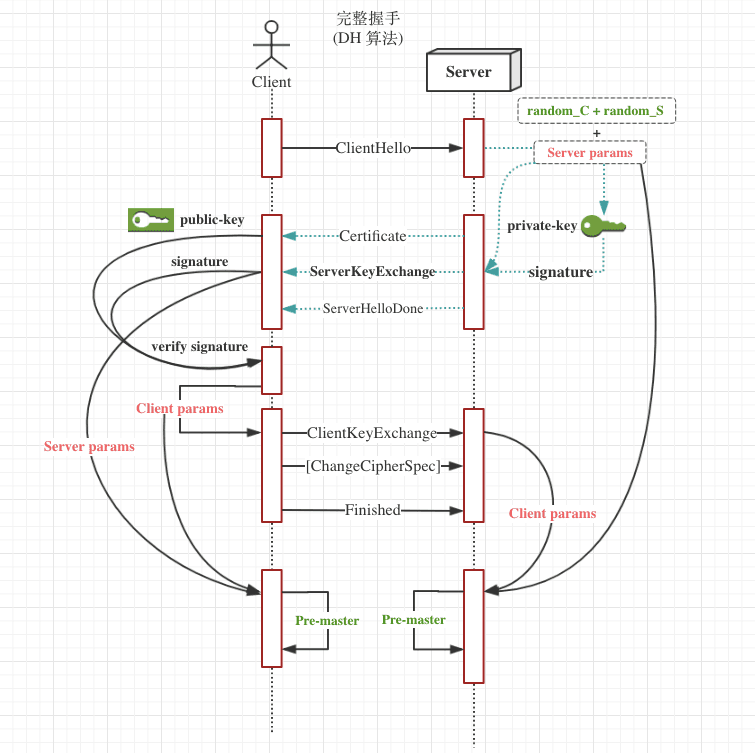 完整握手
(DH 算法)
Client
Server
random_C + random_S
+
Server params
ClientHello
public-key
private-key
Certificate
signature
ServerKeyExchange
signature
ServerHelloDone
verify signature
Client params
ClientKeyExchange
Server params
[ChangeCipherSpec]
Finished
Client params
Pre-master
Pre-master